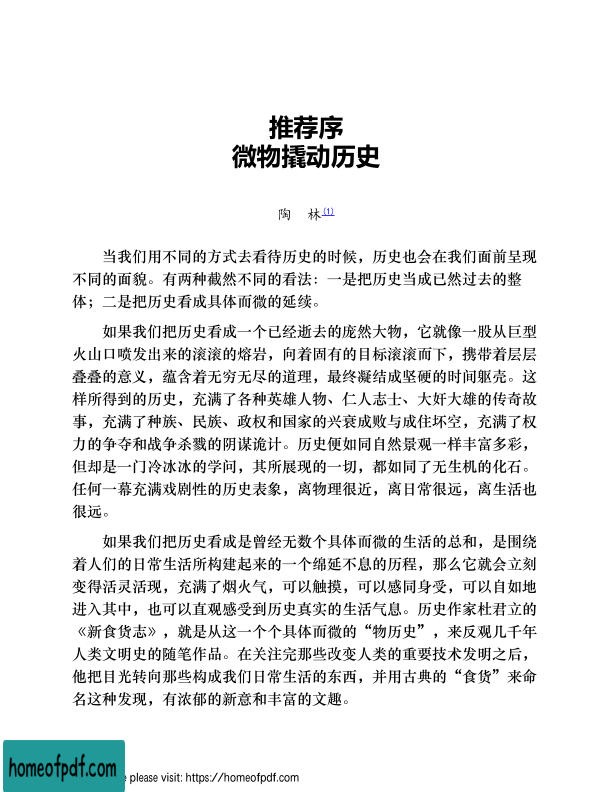 推荐序
微物撬动历史
陶 林(1)
当我们用不同的方式去看待历史的时候，历史也会在我们面前呈现
不同的面貌。有两种截然不同的看法：一是把历史当成已然过去的整
体；二是把历史看成具体而微的延续。
如果我们把历史看成一个已经逝去的庞然大物，它就像一股从巨型
火山口喷发出来的滚滚的熔岩，向着固有的目标滚滚而下，携带着层层
叠叠的意义，蕴含着无穷无尽的道理，最终凝结成坚硬的时间躯壳。这
样所得到的历史，充满了各种英雄人物、仁人志士、大奸大雄的传奇故
事，充满了种族、民族、政权和国家的兴衰成败与成住坏空，充满了权
力的争夺和战争杀戮的阴谋诡计。历史便如同自然景观一样丰富多彩，
但却是一门冷冰冰的学问，其所展现的一切，都如同了无生机的化石。
任何一幕充满戏剧性的历史表象，离物理很近，离日常很远，离生活也
很远。
如果我们把历史看成是曾经无数个具体而微的生活的总和，是围绕
着人们的日常生活所构建起来的一个绵延不息的历程，那么它就会立刻
变得活灵活现，充满了烟火气，可以触摸，可以感同身受，可以自如地
进入其中，也可以直观感受到历史真实的生活气息。历史作家杜君立的
《新食货志》，就是从这一个个具体而微的“物历史”，来反观几千年
人类文明史的随笔作品。在关注完那些改变人类的重要技术发明之后，
他把目光转向那些构成我们日常生活的东西，并用古典的“食货”来命
名这种发现，有浓郁的新意和丰富的文趣。
homeofpdf.com
e please visit: https://homeofpdf.com